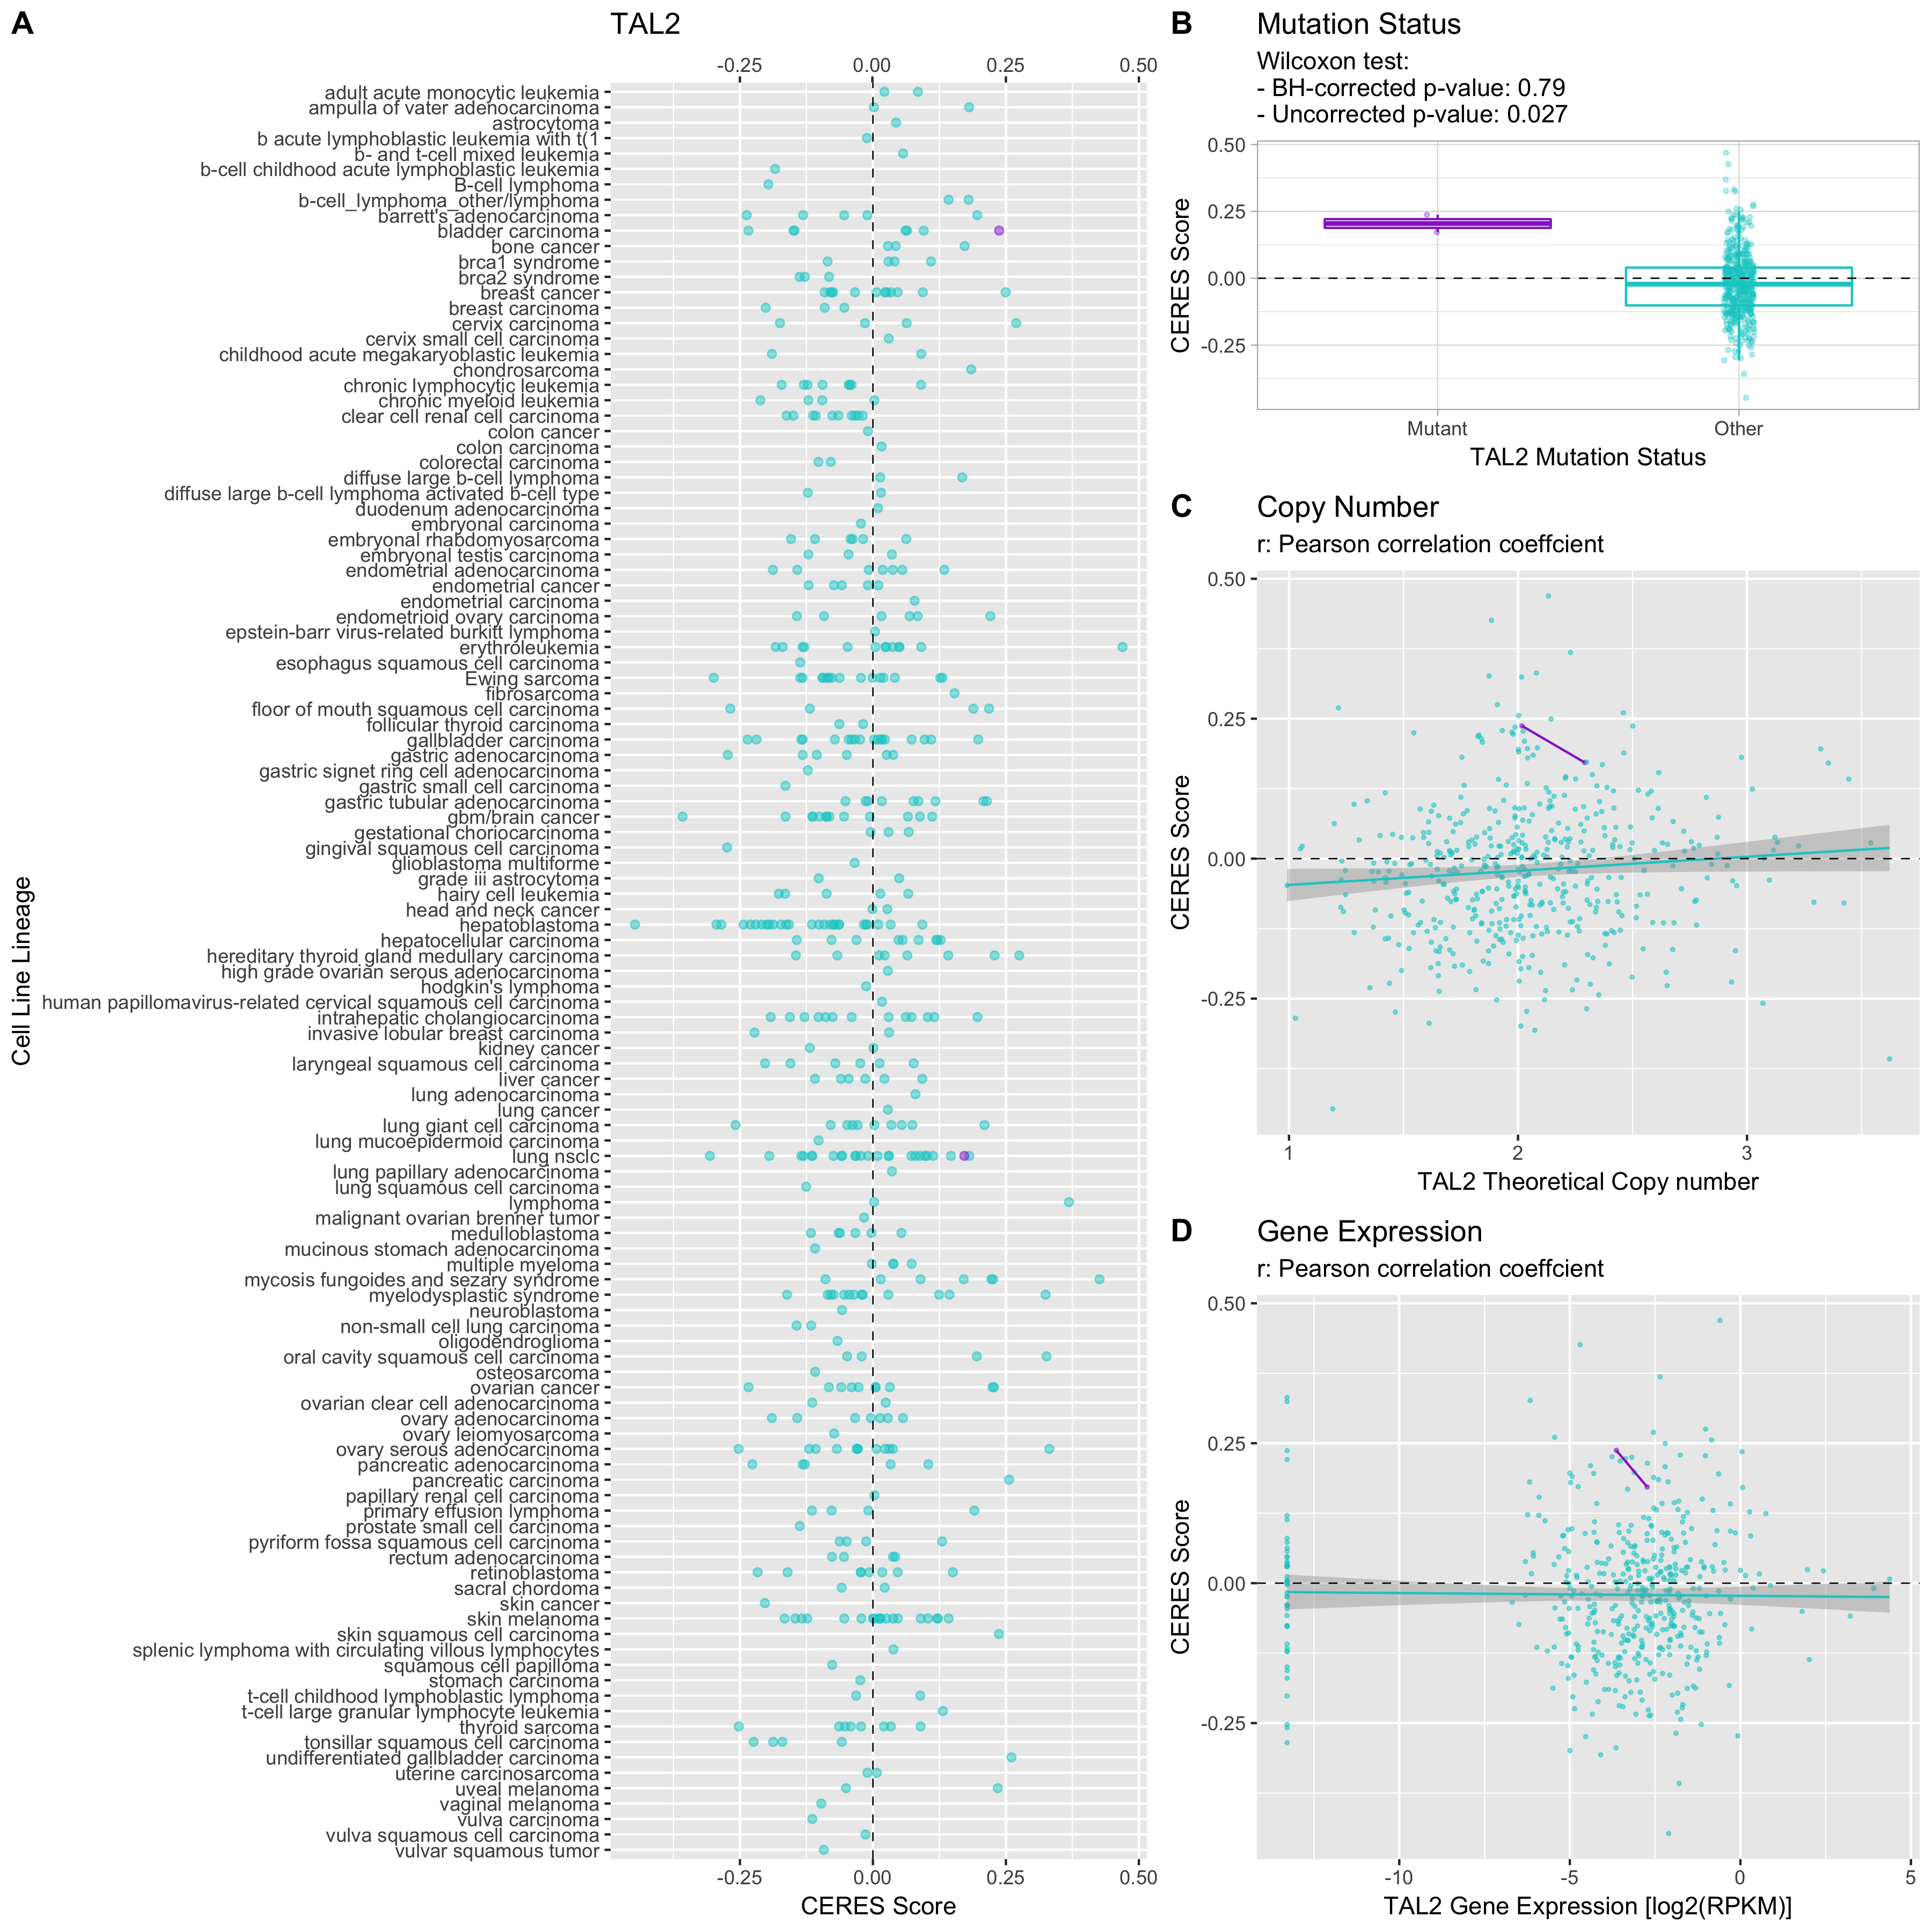 A
TAL2
-0.25 0.00 0.25 0.50
adult acute monocytic leukemia
ampulla of vater adenocarcinoma
astrocytoma
b acute lymphoblastic leukemia with t(1
b- and t-cell mixed leukemia
b-cell childhood acute lymphoblastic leukemia
B-cell lymphoma
b-cell_lymphoma_other/lymphoma
barrett's adenocarcinoma
bladder carcinoma
bone cancer
brca1 syndrome
brca2 syndrome
breast cancer
breast carcinoma
cervix carcinoma
cervix small cell carcinoma
childhood acute megakaryoblastic leukemia
chondrosarcoma
chronic lymphocytic leukemia
chronic myeloid leukemia
clear cell renal cell carcinoma
colon cancer
colon carcinoma
colorectal carcinoma
diffuse large b-cell lymphoma
diffuse large b-cell lymphoma activated b-cell type
duodenum adenocarcinoma
embryonal carcinoma
embryonal rhabdomyosarcoma
embryonal testis carcinoma
endometrial adenocarcinoma
endometrial cancer
endometrial carcinoma
endometrioid ovary carcinoma
epstein-barr virus-related burkitt lymphoma
erythroleukemia
esophagus squamous cell carcinoma
Ewing sarcoma
fibrosarcoma
floor of mouth squamous cell carcinoma
follicular thyroid carcinoma
gallbladder carcinoma
gastric adenocarcinoma
gastric signet ring cell adenocarcinoma
gastric small cell carcinoma
gastric tubular adenocarcinoma
gbm/brain cancer
gestational choriocarcinoma
gingival squamous cell carcinoma
glioblastoma multiforme
grade iii astrocytoma
hairy cell leukemia
head and neck cancer
hepatoblastoma
hepatocellular carcinoma
hereditary thyroid gland medullary carcinoma
high grade ovarian serous adenocarcinoma
hodgkin's lymphoma
human papillomavirus-related cervical squamous cell carcinoma
intrahepatic cholangiocarcinoma
invasive lobular breast carcinoma
kidney cancer
laryngeal squamous cell carcinoma
liver cancer
lung adenocarcinoma
lung cancer
lung giant cell carcinoma
lung mucoepidermoid carcinoma
lung nsclc
lung papillary adenocarcinoma
lung squamous cell carcinoma
lymphoma
malignant ovarian brenner tumor
medulloblastoma
mucinous stomach adenocarcinoma
multiple myeloma
mycosis fungoides and sezary syndrome
myelodysplastic syndrome
neuroblastoma
non-small cell lung carcinoma
oligodendroglioma
oral cavity squamous cell carcinoma
osteosarcoma
ovarian cancer
ovarian clear cell adenocarcinoma
ovary adenocarcinoma
ovary leiomyosarcoma
ovary serous adenocarcinoma
pancreatic adenocarcinoma
pancreatic carcinoma
papillary renal cell carcinoma
primary effusion lymphoma
prostate small cell carcinoma
pyriform fossa squamous cell carcinoma
rectum adenocarcinoma
retinoblastoma
sacral chordoma
skin cancer
skin melanoma
skin squamous cell carcinoma
splenic lymphoma with circulating villous lymphocytes
squamous cell papilloma
stomach carcinoma
t-cell childhood lymphoblastic lymphoma
t-cell large granular lymphocyte leukemia
thyroid sarcoma
tonsillar squamous cell carcinoma
undifferentiated gallbladder carcinoma
uterine carcinosarcoma
uveal melanoma
vaginal melanoma
vulva carcinoma
vulva squamous cell carcinoma
vulvar squamous tumor
-0.25 0.00 0.25 0.50
CERES Score
Cell Line Lineage
B
Mutation Status
Wilcoxon test:
- BH-corrected p-value: 0.79
- Uncorrected p-value: 0.027
0.50
0.25
0.00
-0.25
CERES Score
Mutant Other
TAL2 Mutation Status
C
Copy Number
r: Pearson correlation coeffcient
0.50
0.25
0.00
-0.25
CERES Score
1 2 3
TAL2 Theoretical Copy number
D
Gene Expression
r: Pearson correlation coeffcient
0.50
0.25
0.00
-0.25
CERES Score
-10 -5 0 5
TAL2 Gene Expression [log2(RPKM)]